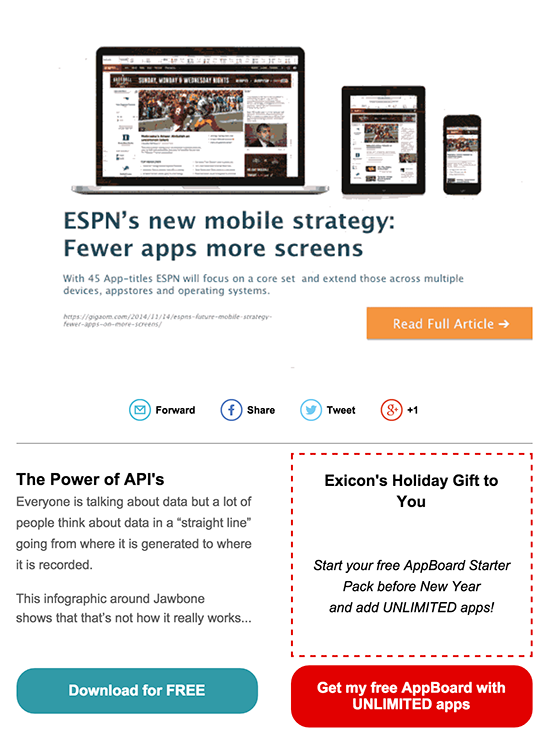 SUNDAY, MONDAY & WEDNESDAY NIGHTS
ESPN’s new mobile strategy:
Fewer apps more screens
With 45 App-titles ESPN will focus on a core set and extend those across multiple
devices, appstores and operating systems.
https://gigaom.com/2014/11/14/espns-future-mobile-strategy-
fewer-apps-on-more-screens/
Read Full Article →
Forward
Share
Tweet
+1
The Power of API's
Everyone is talking about data but a lot of
people think about data in a “straight line”
going from where it is generated to where
it is recorded.
This infographic around Jawbone
shows that that’s not how it really works...
Download for FREE
Exicon's Holiday Gift to
You
Start your free AppBoard Starter
Pack before New Year
and add UNLIMITED apps!
Get my free AppBoard with
UNLIMITED apps